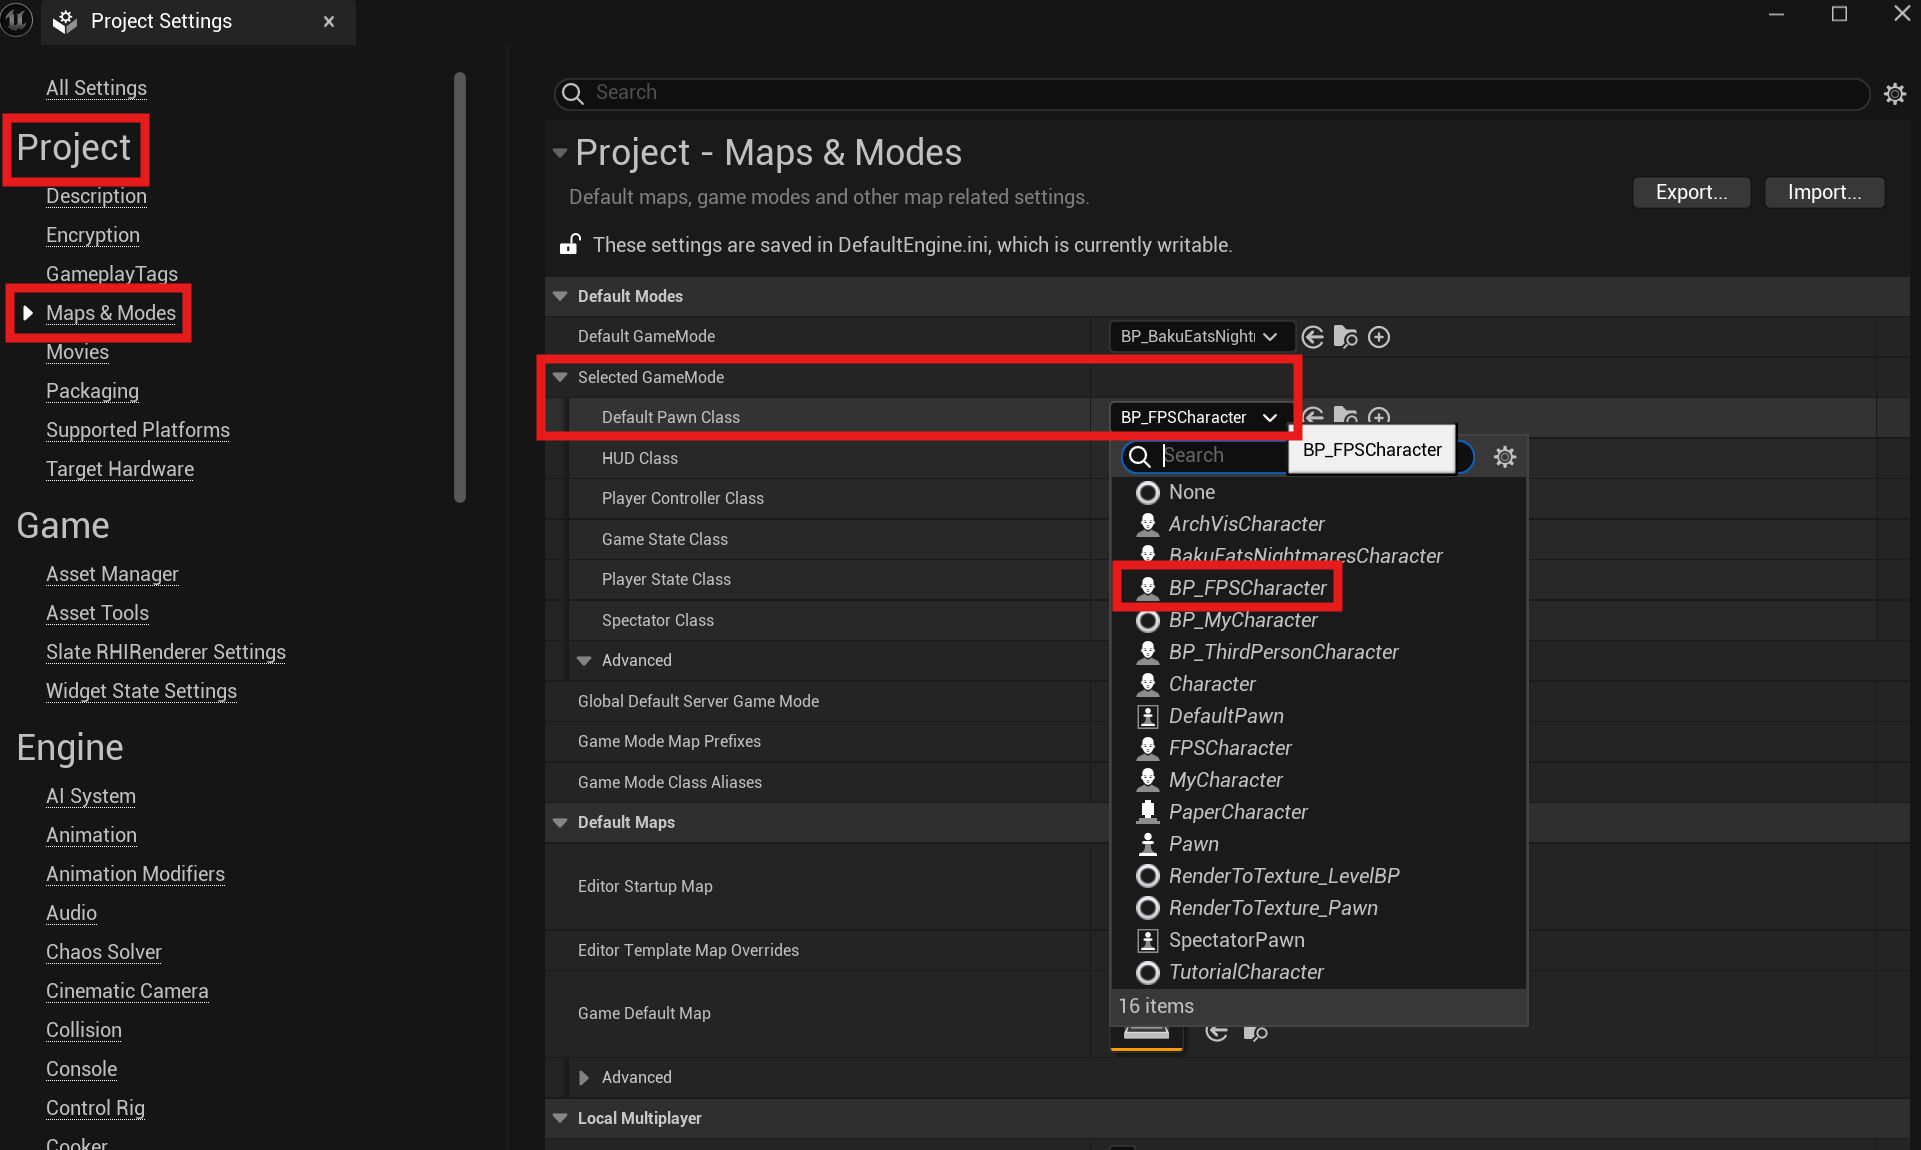 Project Settings
All Settings
Project
Description
Encryption
GameplayTags
Maps & Modes
Movies
Packaging
Supported Platforms
Target Hardware
Game
Asset Manager
Asset Tools
Slate RHIRenderer Settings
Widget State Settings
Engine
AI System
Animation
Animation Modifiers
Audio
Chaos Solver
Cinematic Camera
Collision
Console
Control Rig
Cooker
Search
Project - Maps & Modes
Default maps, game modes and other map related settings.
Export...
Import...
These settings are saved in DefaultEngine.ini, which is currently writable.
Default Modes
Default GameMode
BP_BakuEatsNight
Selected GameMode
Default Pawn Class
BP_FPSCharacter
HUD Class
Player Controller Class
Game State Class
Player State Class
Spectator Class
Advanced
Global Default Server Game Mode
Game Mode Map Prefixes
Game Mode Class Aliases
Default Maps
Editor Startup Map
Editor Template Map Overrides
Game Default Map
Advanced
Local Multiplayer
Search
BP_FPSCharacter
None
ArchVisCharacter
BakuEatsNightmaresCharacter
BP_FPSCharacter
BP_MyCharacter
BP_ThirdPersonCharacter
Character
DefaultPawn
FPSCharacter
MyCharacter
PaperCharacter
Pawn
RenderToTexture_LevelBP
RenderToTexture_Pawn
SpectatorPawn
TutorialCharacter
16 items